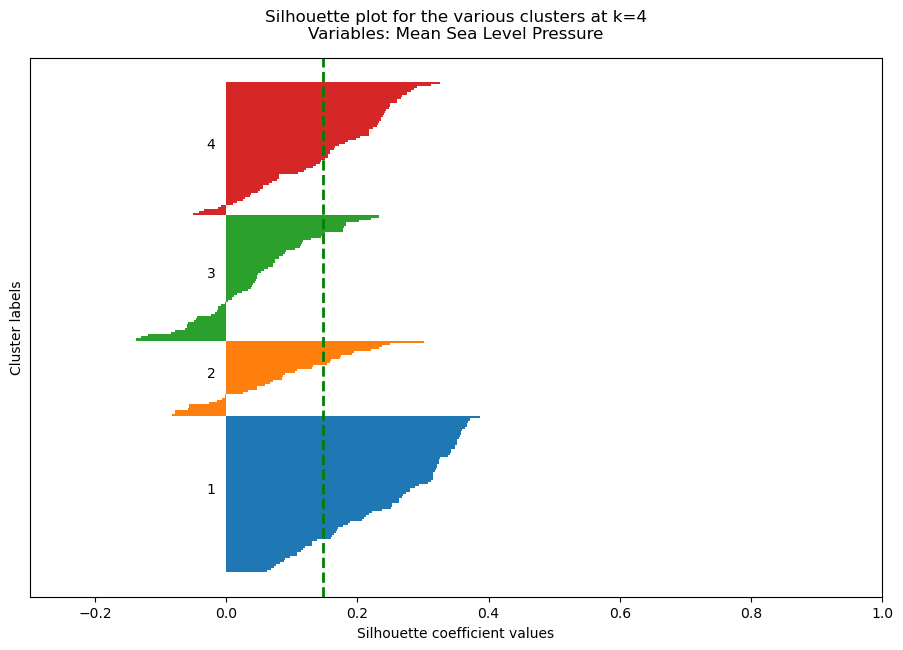 Silhouette plot for the various clusters at k=4
Variables: Mean Sea Level Pressure
Cluster labels
4
3
2
1
−0.2 0.0 0.2 0.4 0.6 0.8 1.0
Silhouette coefficient values